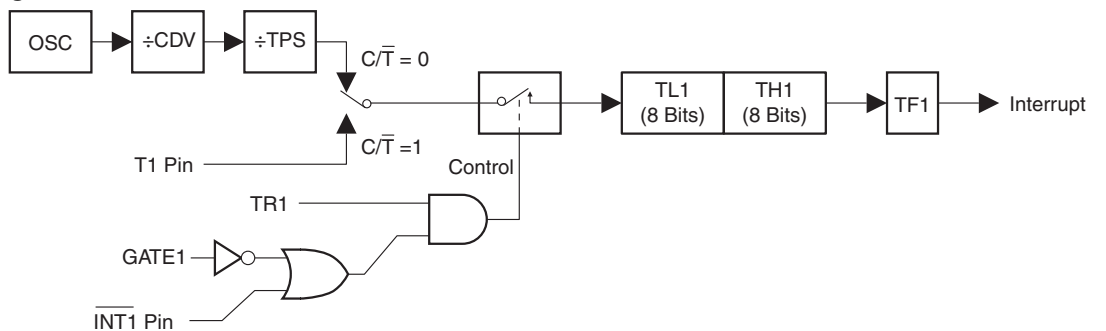 OSC
÷CDV
÷TPS
C/T̅ = 0
TL1
(8 Bits)
TH1
(8 Bits)
TF1
Interrupt
C/T̅ =1
T1 Pin
Control
TR1
GATE1
I̅N̅T̅1̅ Pin